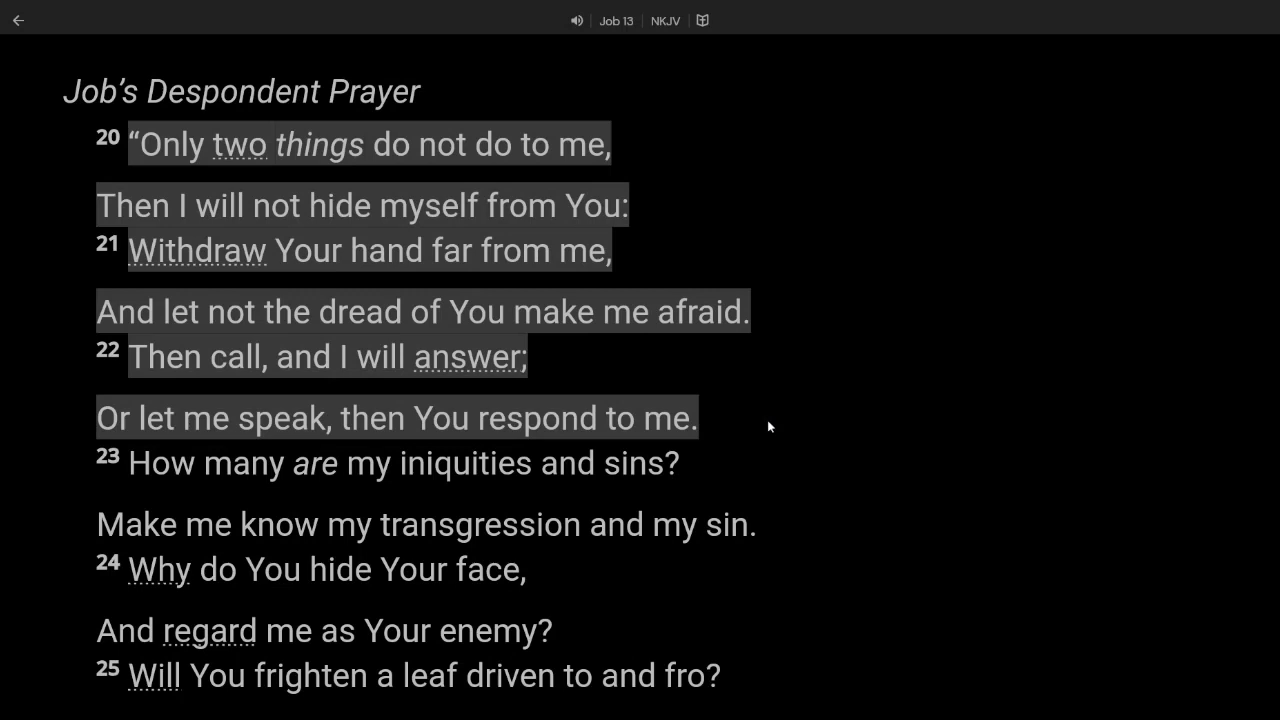 Job 13 NKJV
Job’s Despondent Prayer
20 “Only two things do not do to me,
Then I will not hide myself from You:
21 Withdraw Your hand far from me,
And let not the dread of You make me afraid.
22 Then call, and I will answer;
Or let me speak, then You respond to me.
23 How many are my iniquities and sins?
Make me know my transgression and my sin.
24 Why do You hide Your face,
And regard me as Your enemy?
25 Will You frighten a leaf driven to and fro?